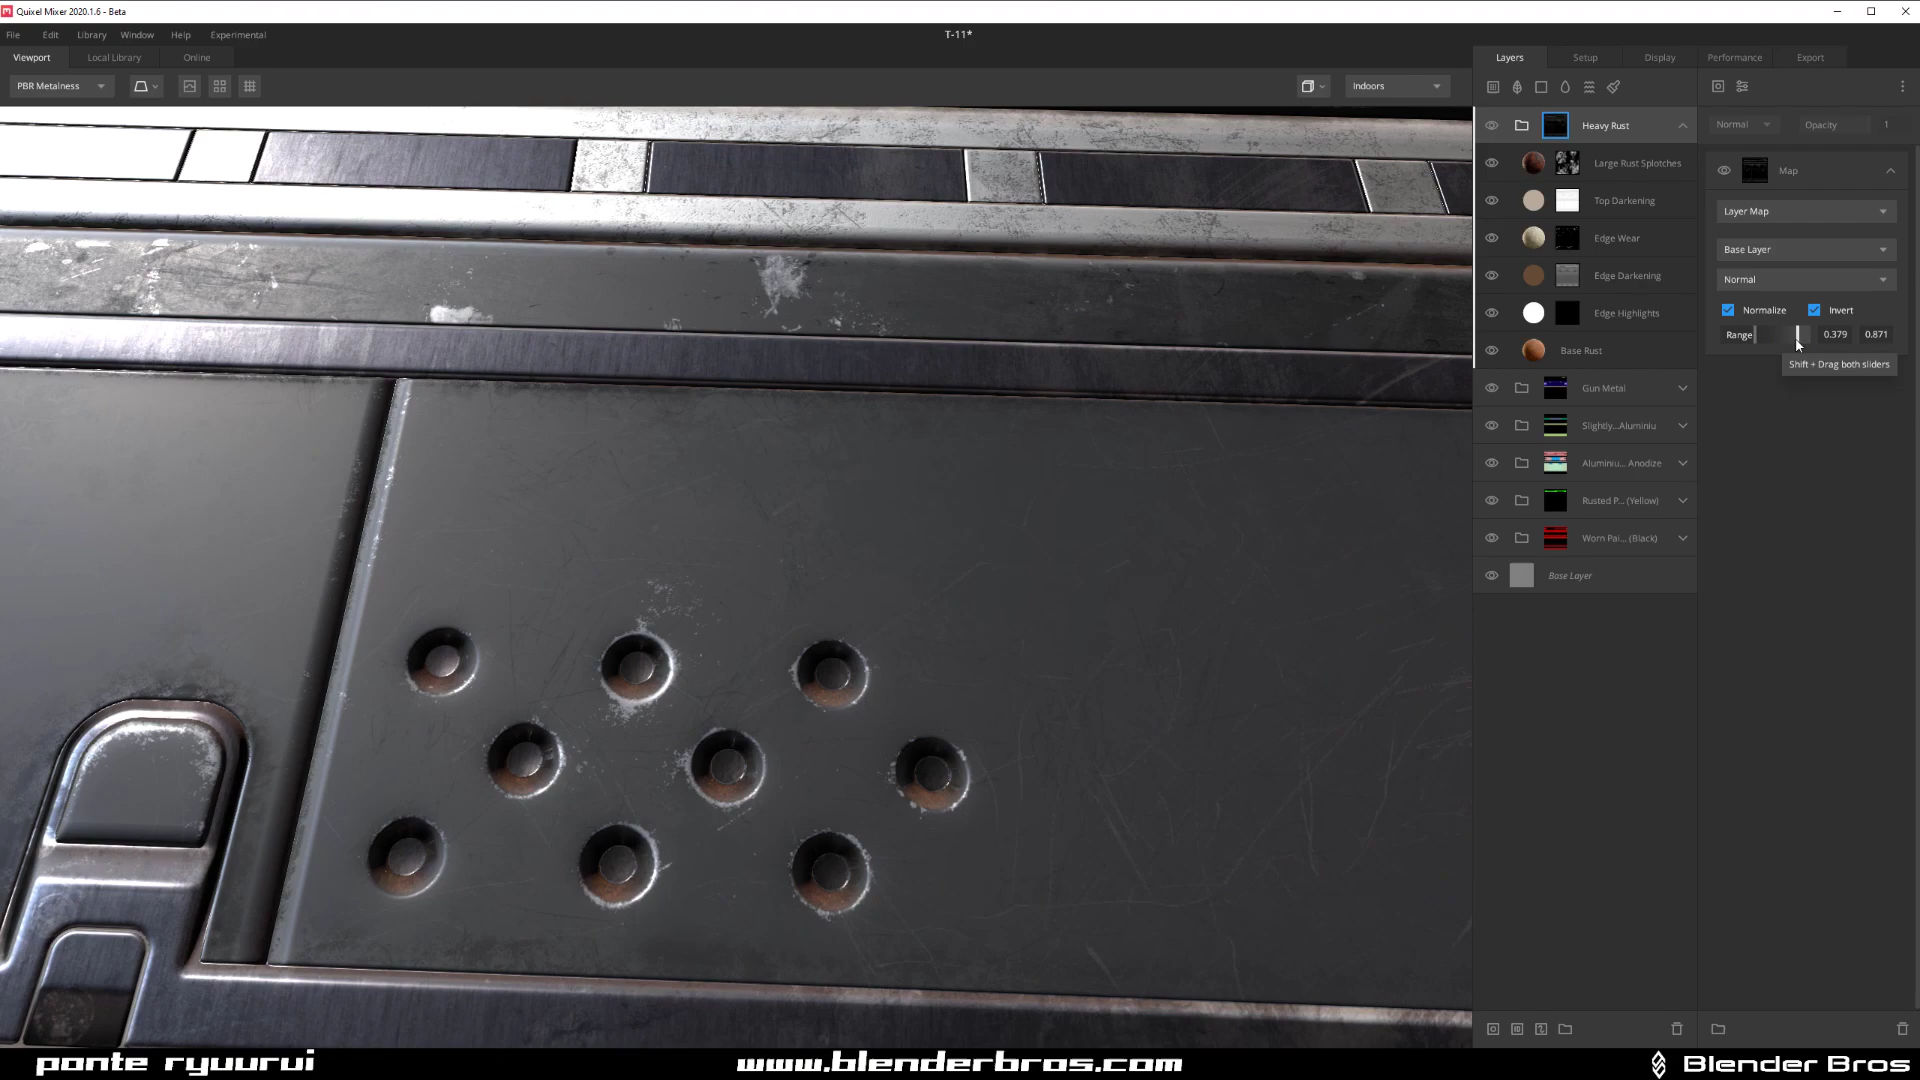 Quixel Mixer 2020.1.6 - Beta
File Edit Library Window Help Experimental
T-11*
Viewport Local Library Online
Layers Setup Display Performance Export
PBR Metalness
Indoors
Heavy Rust
Normal Opacity 1
Large Rust Splotches
Map
Top Darkening
Layer Map
Edge Wear
Base Layer
Edge Darkening
Normal
Edge Highlights
Normalize Invert
Range 0.379 0.871
Base Rust
Shift + Drag both sliders
Gun Metal
Slightly...Aluminiu
Aluminiu... Anodize
Rusted P... (Yellow)
Worn Pai... (Black)
Base Layer
ponte ryuurui
www.blenderbros.com
Blender Bros